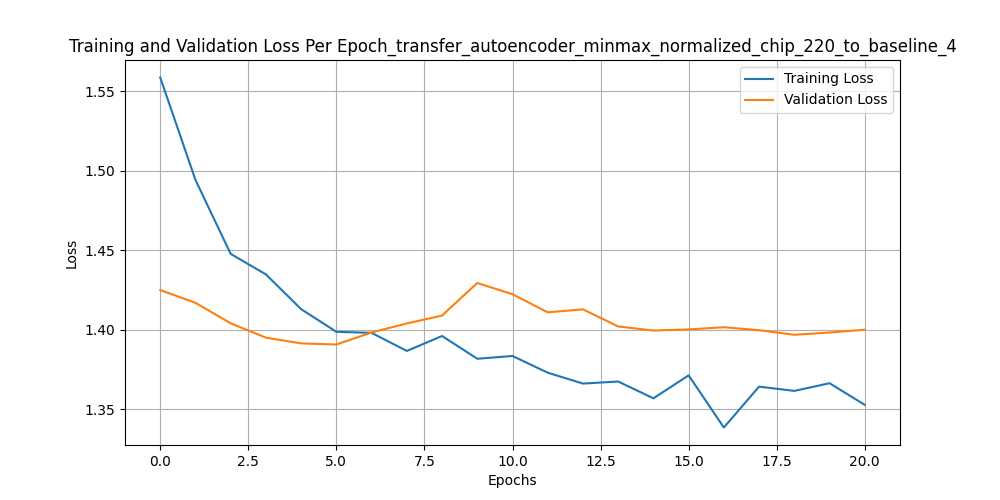 Training and Validation Loss Per Epoch_transfer_autoencoder_minmax_normalized_chip_220_to_baseline_4
Training Loss
Validation Loss
1.55
1.50
1.45
1.40
1.35
Loss
0.0 2.5 5.0 7.5 10.0 12.5 15.0 17.5 20.0
Epochs